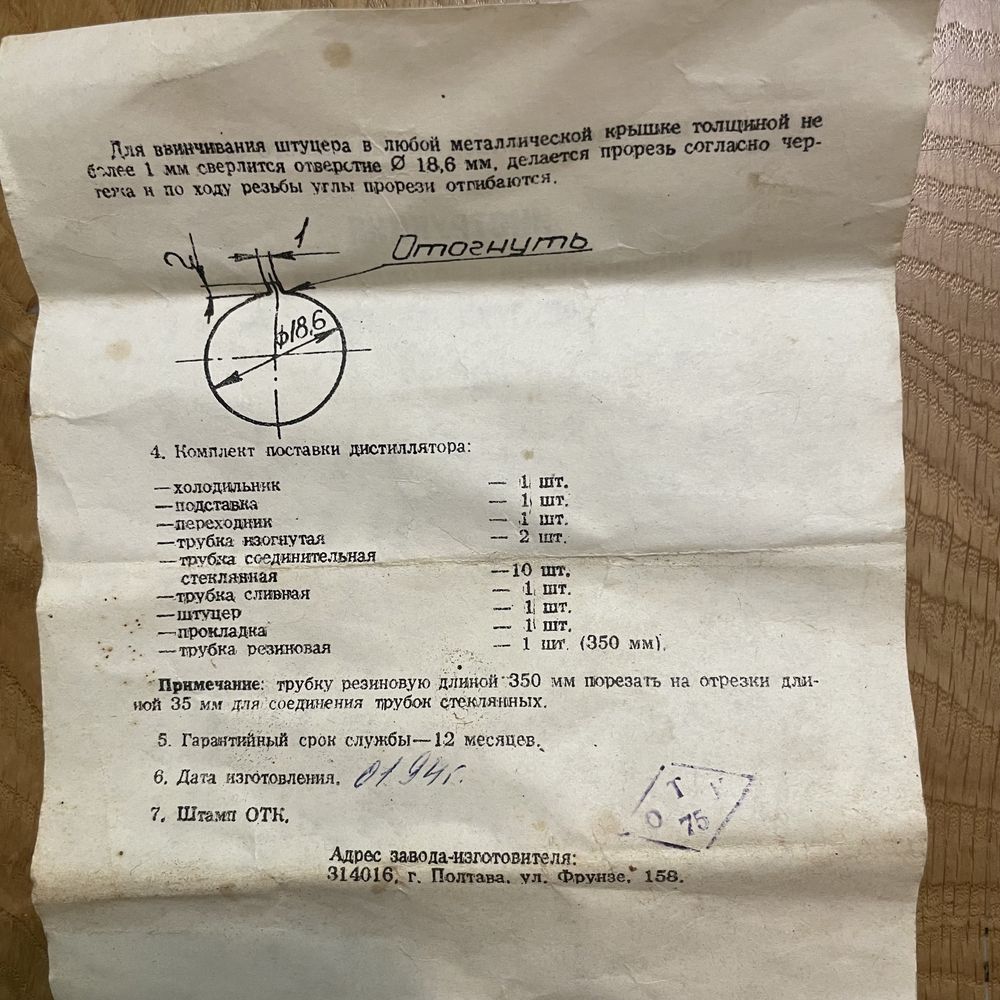 Для ввинчивания штуцера в любой металлической крышке толщиной не
более 1 мм сверлится отверстие Ø 18,6 мм, делается прорезь согласно чер-
тежа и по ходу резьбы углы прорези отгибаются.
2
1
Отогнуть
ф18,6
4. Комплект поставки дистиллятора:
—холодильник — 1 шт.
—подставка — 1 шт.
—переходник — 1 шт.
—трубка изогнутая — 2 шт.
—трубка соединительная
стеклянная —10 шт.
—трубка сливная — 1 шт.
—штуцер — 1 шт.
—прокладка — 1 шт.
—трубка резиновая — 1 шт. (350 мм).
Примечание: трубку резиновую длиной 350 мм порезать на отрезки дли-
ной 35 мм для соединения трубок стеклянных.
5. Гарантийный срок службы—12 месяцев.
6. Дата изготовления. 01.94г.
7. Штамп ОТК.
ОТК
75
Адрес завода-изготовителя:
314016, г. Полтава, ул. Фрунзе, 158.